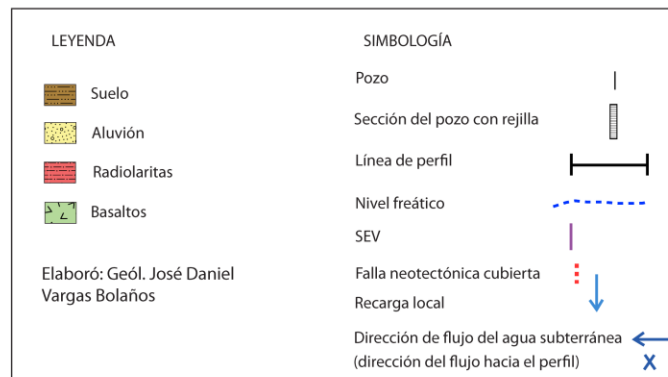 LEYENDA
Suelo
Aluvión
Radiolaritas
Basaltos
Elaboró: Geól. José Daniel
Vargas Bolaños
SIMBOLOGÍA
Pozo
Sección del pozo con rejilla
Línea de perfil
Nivel freático
SEV
Falla neotectónica cubierta
Recarga local
Dirección de flujo del agua subterránea
(dirección del flujo hacia el perfil) X